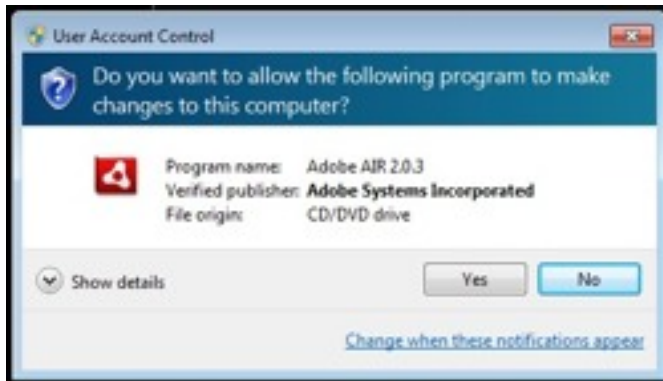 User Account Control
Do you want to allow the following program to make
changes to this computer?
Program name: Adobe AIR 2.0.3
Verified publisher: Adobe Systems Incorporated
File origin: CD/DVD drive
Show details
Yes
No
Change when these notifications appear